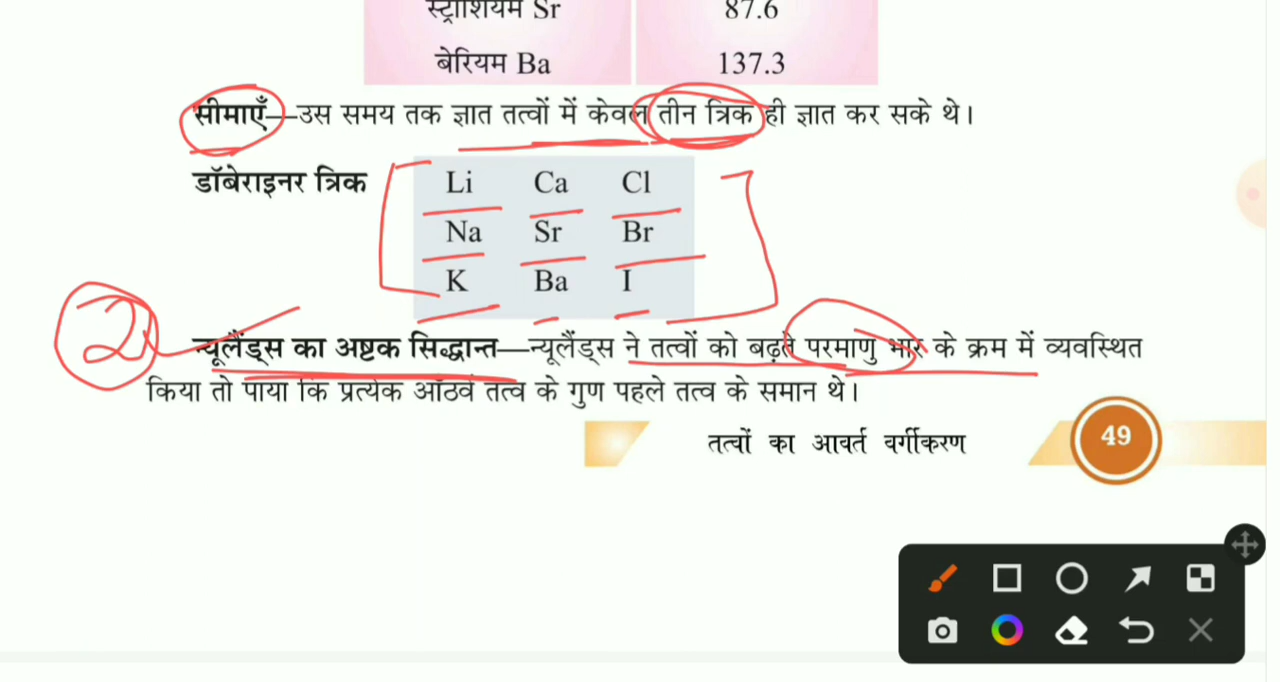 स्ट्रॉंशियम Sr 87.6
बेरियम Ba 137.3
सीमाएँ—उस समय तक ज्ञात तत्वों में केवल तीन त्रिक ही ज्ञात कर सके थे।
डॉबेराइनर त्रिक Li Ca Cl
Na Sr Br
K Ba I
2 न्यूलैंड्स का अष्टक सिद्धान्त—न्यूलैंड्स ने तत्वों को बढ़ते परमाणु भार के क्रम में व्यवस्थित
किया तो पाया कि प्रत्येक आठवें तत्व के गुण पहले तत्व के समान थे।
तत्वों का आवर्त वर्गीकरण 49